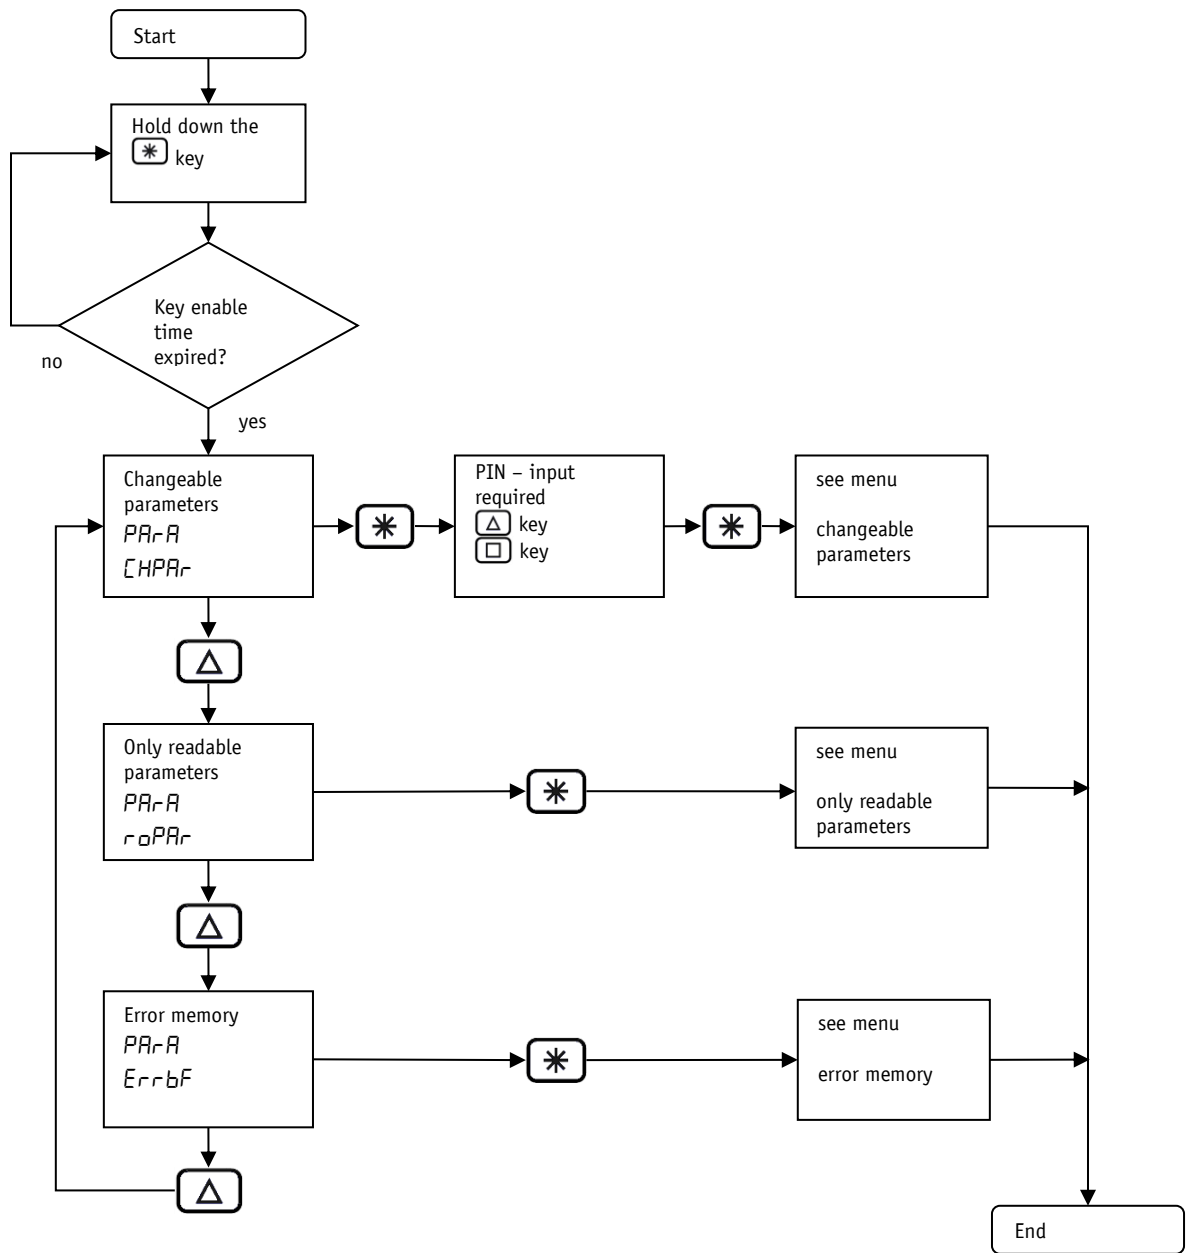 Start
Hold down the
key
Key enable
time
expired?
no
yes
Changeable
parameters
PArA
CHPAr
PIN – input
required
key
key
see menu
changeable
parameters
Only readable
parameters
PArA
roPAr
see menu
only readable
parameters
Error memory
PArA
ErrbF
see menu
error memory
End